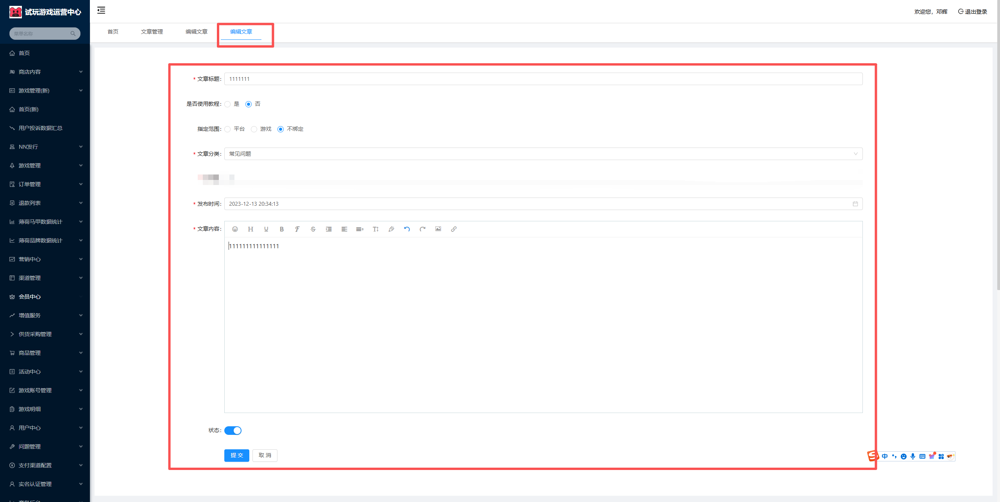 试玩游戏运营中心
菜单名称
首页
商店内容
游戏管理(新)
首页(新)
用户投诉数据汇总
NN发行
游戏管理
订单管理
退款列表
薄荷马甲数据统计
薄荷品牌数据统计
营销中心
渠道管理
会员中心
增值服务
供货采购管理
商品管理
活动中心
游戏账号管理
游戏明细
用户中心
问题管理
支付渠道配置
实名认证管理
欢迎您，邓辉 退出登录
首页 文章管理 编辑文章 编辑文章
* 文章标题: 1111111
是否使用教程: 是 否
指定范围: 平台 游戏 不绑定
* 文章分类: 常见问题
* 发布时间: 2023-12-13 20:34:13
* 文章内容:
111111111111111
状态:
提交 取消
中